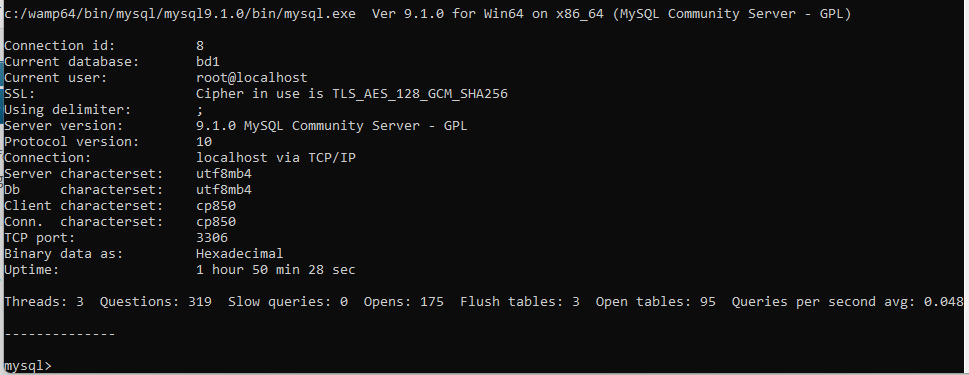 c:/wamp64/bin/mysql/mysql9.1.0/bin/mysql.exe  Ver 9.1.0 for Win64 on x86_64 (MySQL Community Server - GPL)

Connection id:          8
Current database:       bd1
Current user:           root@localhost
SSL:                    Cipher in use is TLS_AES_128_GCM_SHA256
Using delimiter:        ;
Server version:         9.1.0 MySQL Community Server - GPL
Protocol version:       10
Connection:             localhost via TCP/IP
Server characterset:    utf8mb4
Db     characterset:    utf8mb4
Client characterset:    cp850
Conn.  characterset:    cp850
TCP port:               3306
Binary data as:         Hexadecimal
Uptime:                 1 hour 50 min 28 sec

Threads: 3  Questions: 319  Slow queries: 0  Opens: 175  Flush tables: 3  Open tables: 95  Queries per second avg: 0.048

--------------

mysql>